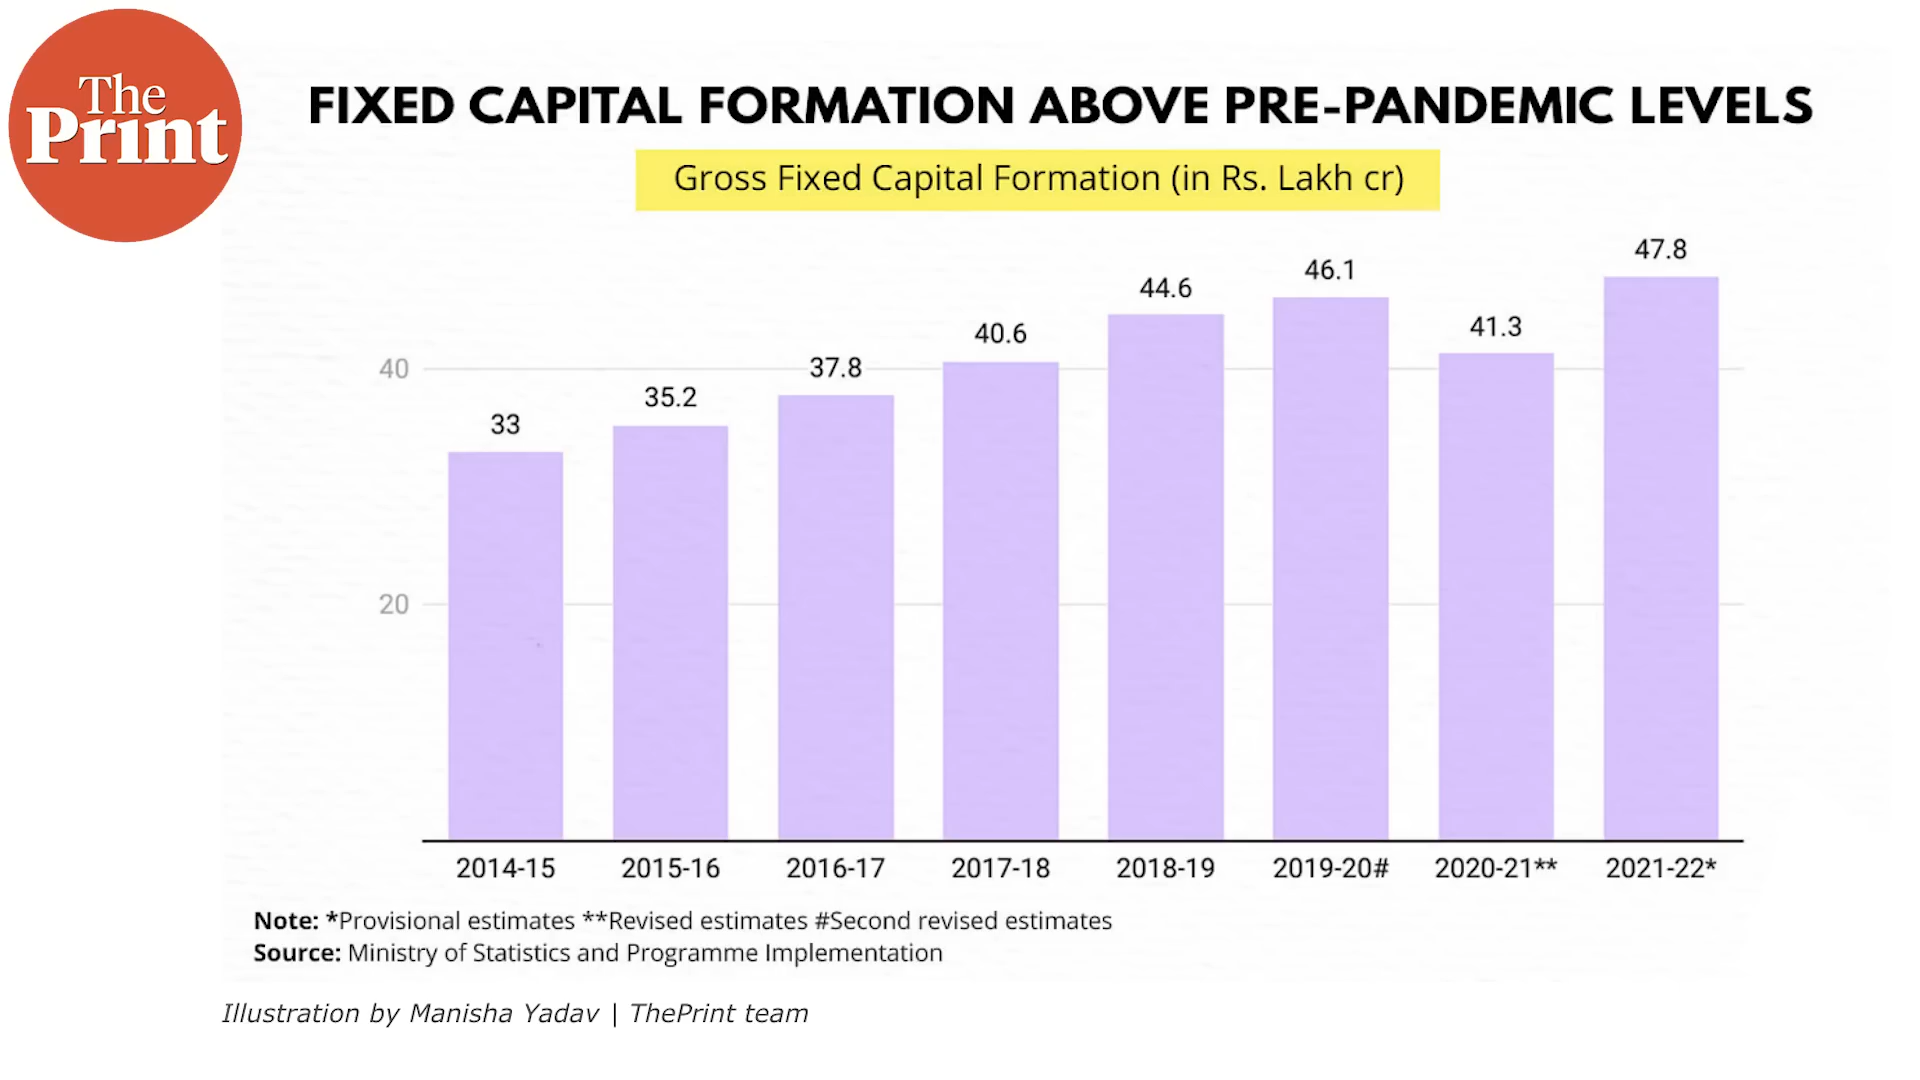 The
Print
FIXED CAPITAL FORMATION ABOVE PRE-PANDEMIC LEVELS
Gross Fixed Capital Formation (in Rs. Lakh cr)
33
35.2
37.8
40.6
44.6
46.1
41.3
47.8
40
20
2014-15
2015-16
2016-17
2017-18
2018-19
2019-20#
2020-21**
2021-22*
Note: *Provisional estimates **Revised estimates #Second revised estimates
Source: Ministry of Statistics and Programme Implementation
Illustration by Manisha Yadav | ThePrint team